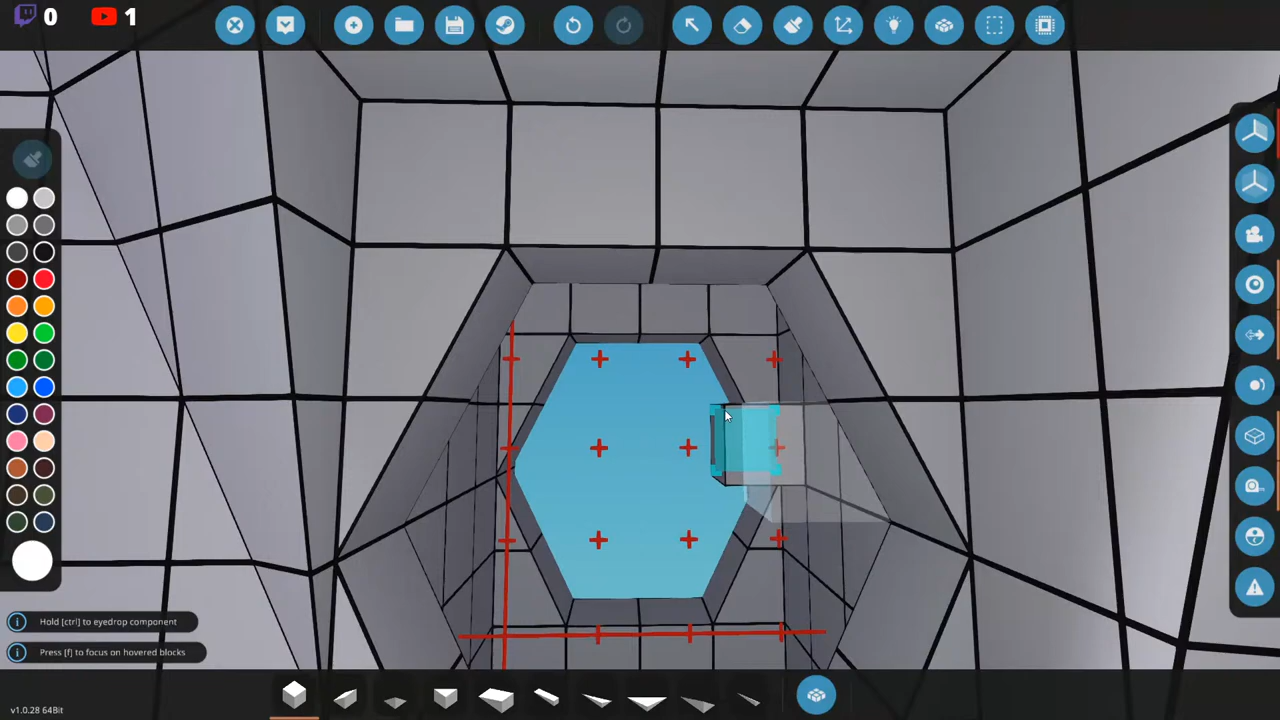 0
1
Hold [ctrl] to eyedrop component
Press [f] to focus on hovered blocks
v1.0.28 64Bit